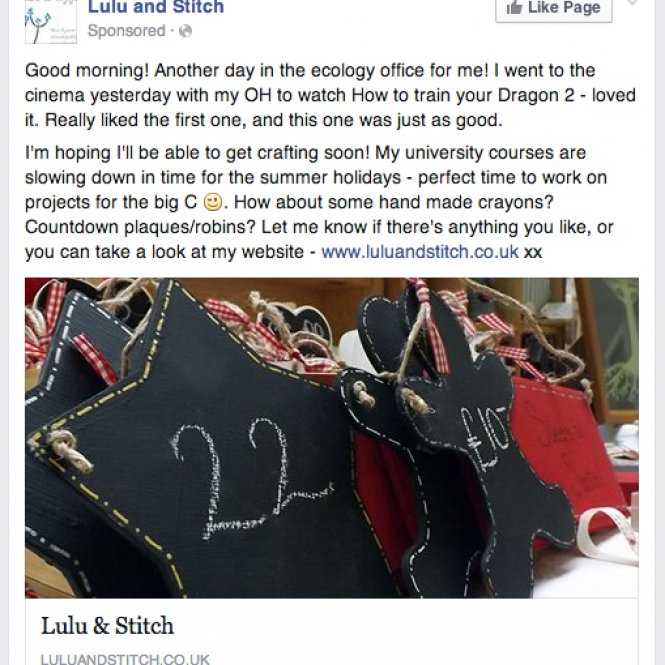 Lulu and Stitch
Like Page
Sponsored ·
Good morning! Another day in the ecology office for me! I went to the
cinema yesterday with my OH to watch How to train your Dragon 2 - loved
it. Really liked the first one, and this one was just as good.
I'm hoping I'll be able to get crafting soon! My university courses are
slowing down in time for the summer holidays - perfect time to work on
projects for the big C 😉. How about some hand made crayons?
Countdown plaques/robins? Let me know if there's anything you like, or
you can take a look at my website - www.luluandstitch.co.uk xx
22
£10
Lulu & Stitch
LULUANDSTITCH.CO.UK